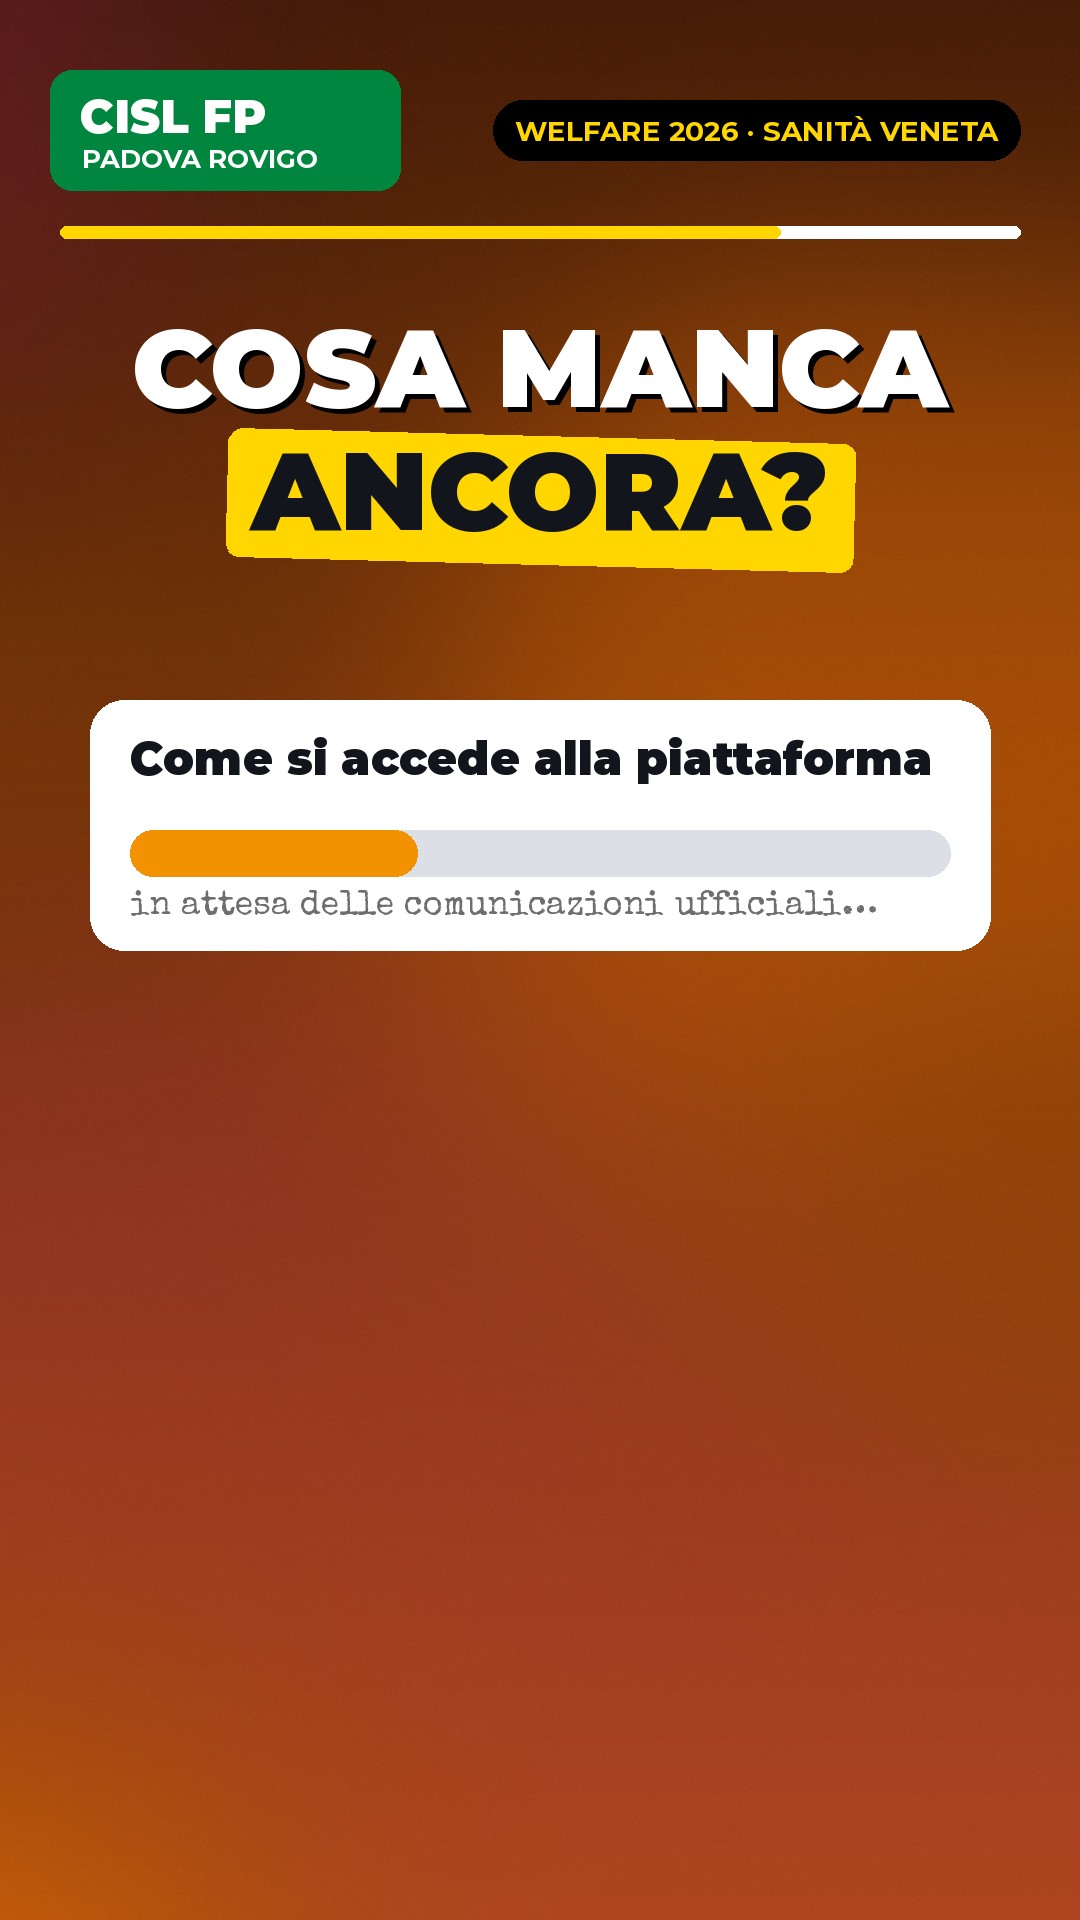 CISL FP
PADOVA ROVIGO
WELFARE 2026 · SANITÀ VENETA
COSA MANCA
ANCORA?
Come si accede alla piattaforma
in attesa delle comunicazioni ufficiali...